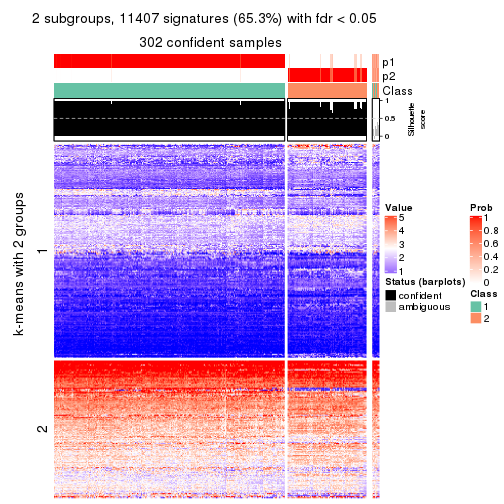 2 subgroups, 11407 signatures (65.3%) with fdr < 0.05
302 confident samples
p1
p2
Class
1
0.5
0
Silhouette
score
k-means with 2 groups
1
2
Value
5
4
3
2
1
Status (barplots)
confident
ambiguous
Prob
1
0.8
0.6
0.4
0.2
0
Class
1
2